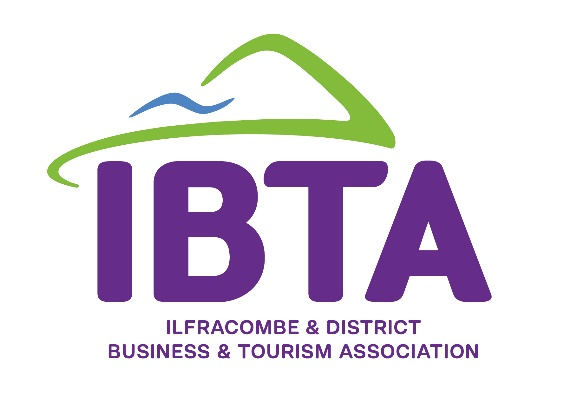 IBTA
ILFRACOMBE & DISTRICT
BUSINESS & TOURISM ASSOCIATION